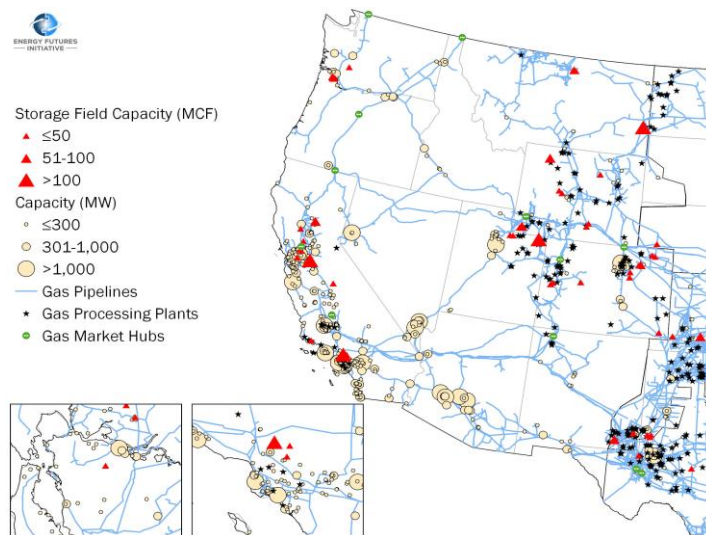 ENERGY FUTURES
INITIATIVE
Storage Field Capacity (MCF)
≤50
51-100
>100
Capacity (MW)
≤300
301-1,000
>1,000
Gas Pipelines
Gas Processing Plants
Gas Market Hubs